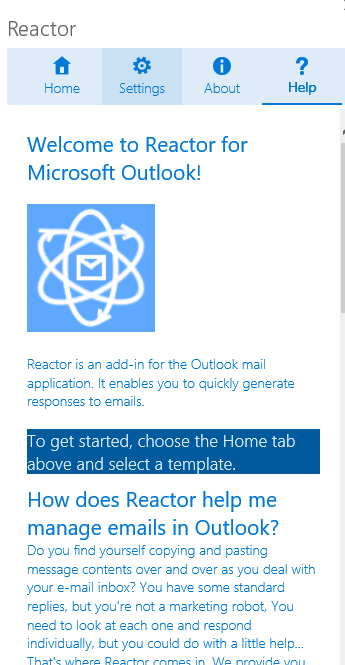 Reactor
Home Settings About Help
Welcome to Reactor for
Microsoft Outlook!
Reactor is an add-in for the Outlook mail
application. It enables you to quickly generate
responses to emails.
To get started, choose the Home tab
above and select a template.
How does Reactor help me
manage emails in Outlook?
Do you find yourself copying and pasting
message contents over and over as you deal with
your e-mail inbox? You have some standard
replies, but you're not a marketing robot, You
need to look at each one and respond
individually, but you could do with a little help...
That's where Reactor comes in. We provide you